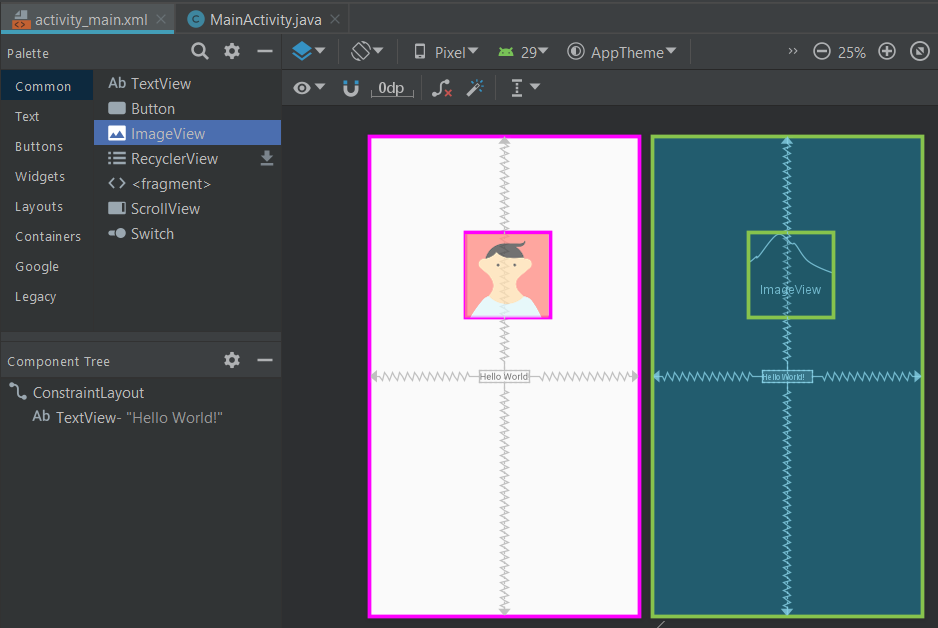 activity_main.xml MainActivity.java
Palette
Pixel 29 AppTheme 25%
0dp
Common
Text
Buttons
Widgets
Layouts
Containers
Google
Legacy
Ab TextView
Button
ImageView
RecyclerView
<fragment>
ScrollView
Switch
Component Tree
ConstraintLayout
Ab TextView- "Hello World!"
Hello World
ImageView
Hello World!